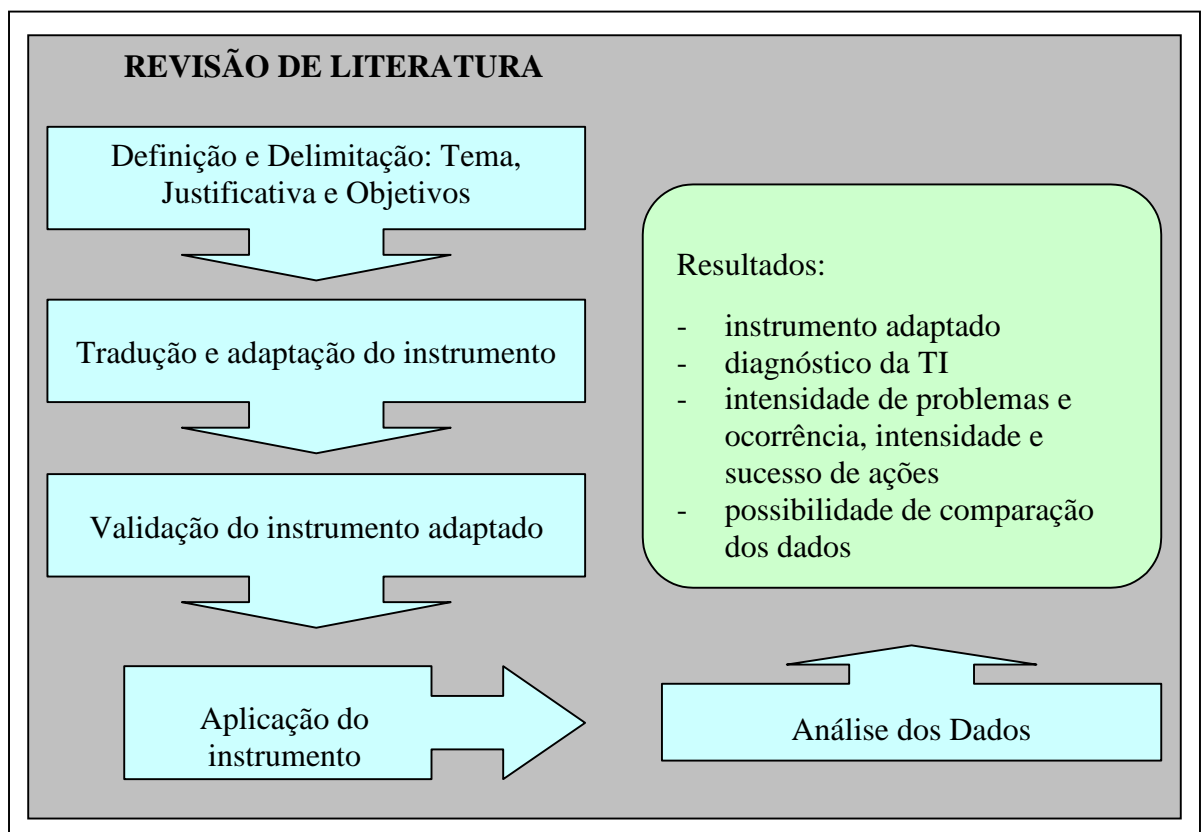 REVISÃO DE LITERATURA
Definição e Delimitação: Tema,
Justificativa e Objetivos
Tradução e adaptação do instrumento
Validação do instrumento adaptado
Aplicação do
instrumento
Análise dos Dados
Resultados:
- instrumento adaptado
- diagnóstico da TI
- intensidade de problemas e
ocorrência, intensidade e
sucesso de ações
- possibilidade de comparação
dos dados